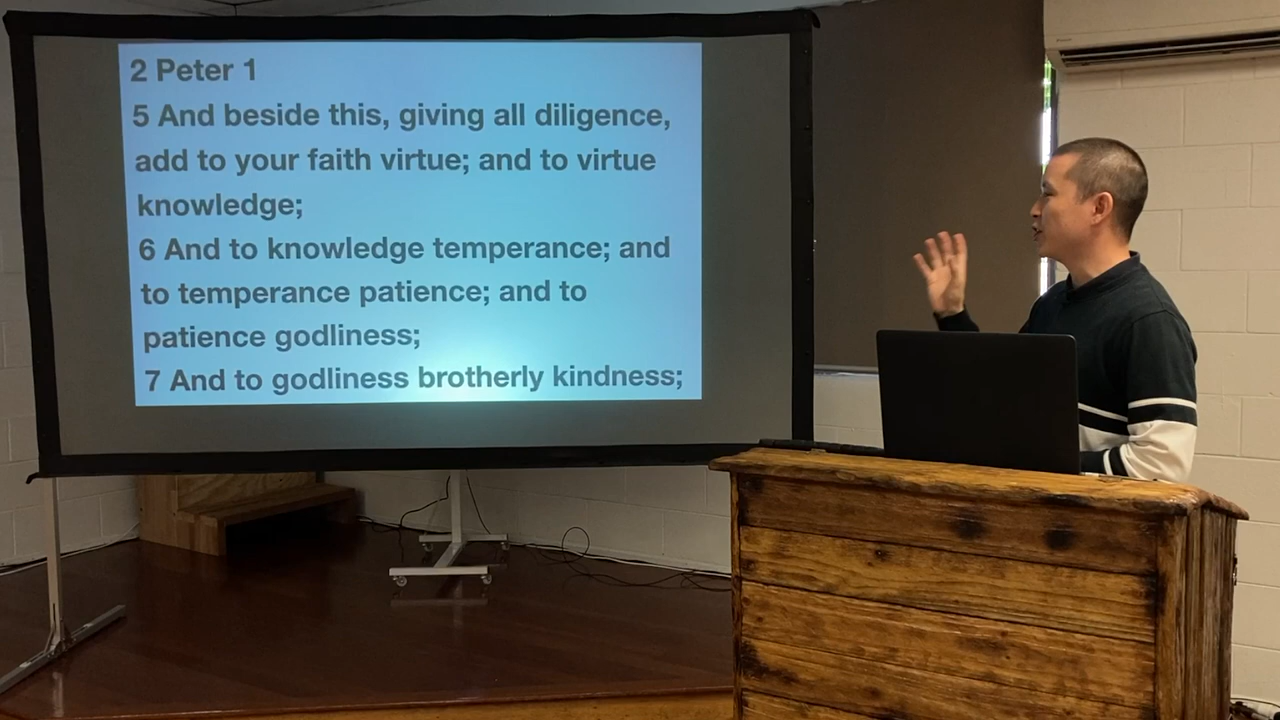 2 Peter 1
5 And beside this, giving all diligence,
add to your faith virtue; and to virtue
knowledge;
6 And to knowledge temperance; and
to temperance patience; and to
patience godliness;
7 And to godliness brotherly kindness;